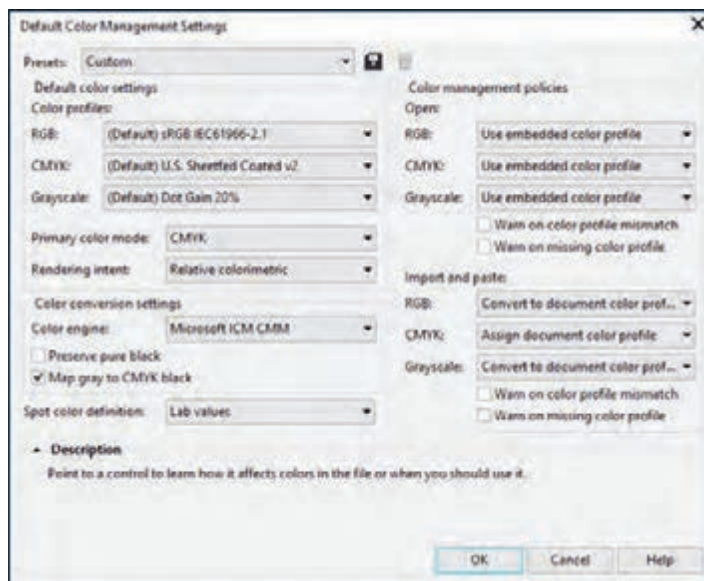 Default Color Management Settings
Presets: Custom
Default color settings
Color profiles:
RGB: (Default) sRGB IEC61966-2.1
CMYK: (Default) U.S. Sheetfed Coated v2
Grayscale: (Default) Dot Gain 20%
Primary color mode: CMYK
Rendering intent: Relative colorimetric
Color conversion settings
Color engine: Microsoft ICM CMM
Preserve pure black
Map gray to CMYK black
Spot color definition: Lab values
Color management policies
Open:
RGB: Use embedded color profile
CMYK: Use embedded color profile
Grayscale: Use embedded color profile
Warn on color profile mismatch
Warn on missing color profile
Import and paste:
RGB: Convert to document color prof...
CMYK: Assign document color profile
Grayscale: Convert to document color prof...
Warn on color profile mismatch
Warn on missing color profile
Description
Point to a control to learn how it affects colors in the file or when you should use it.
OK Cancel Help